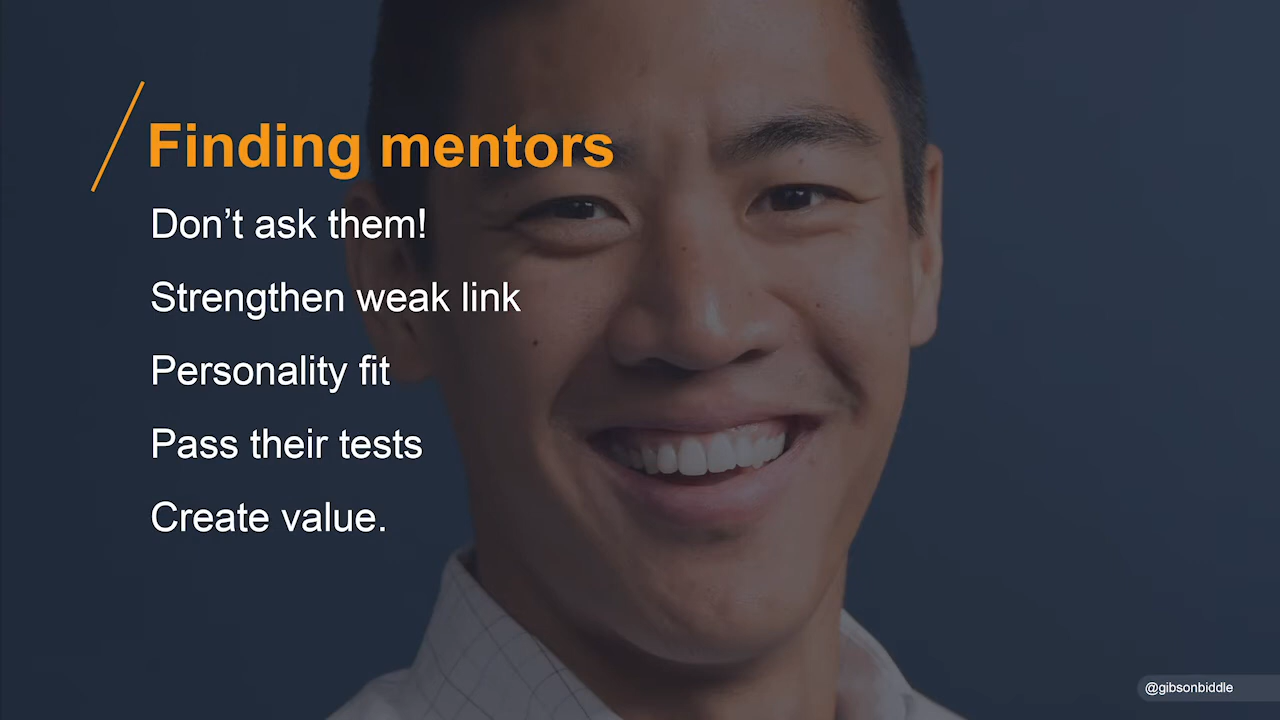 Finding mentors
Don’t ask them!
Strengthen weak link
Personality fit
Pass their tests
Create value.
@gibsonbiddle